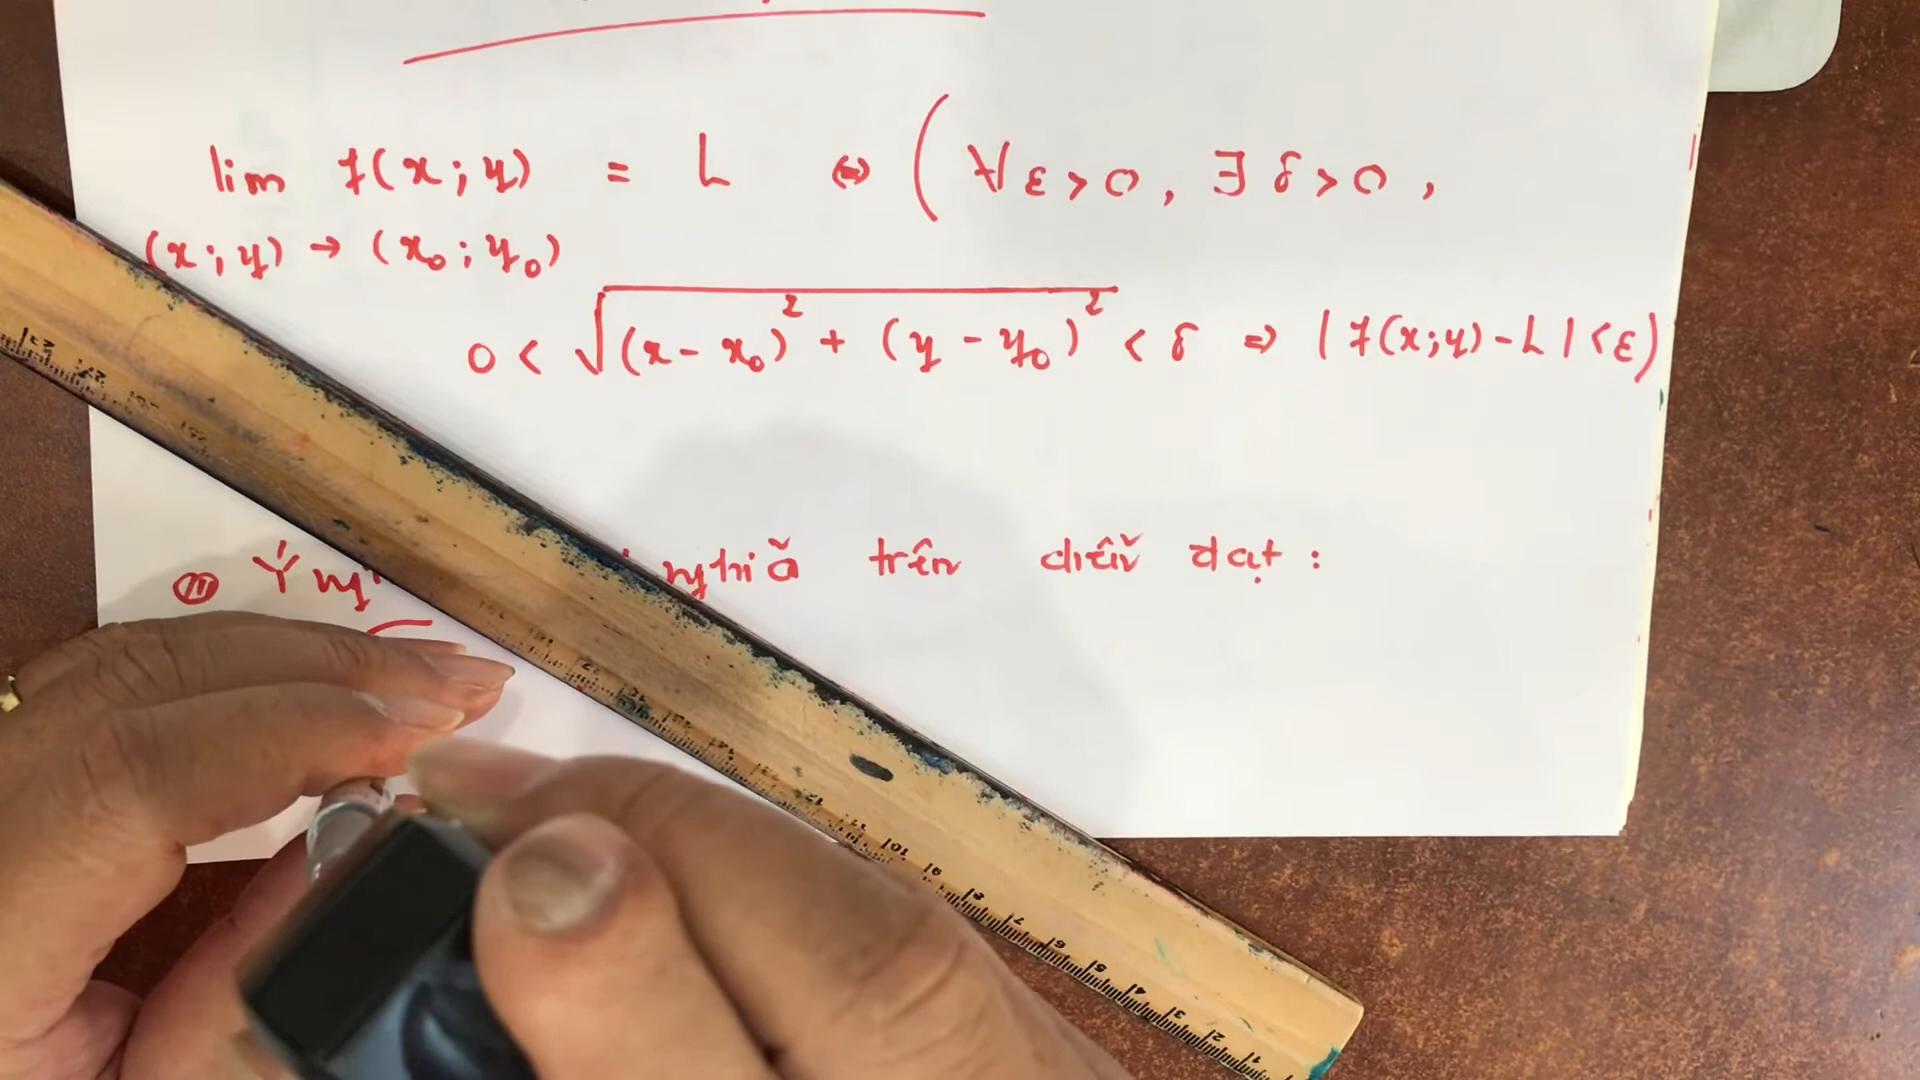 lim f(x;y) = L ⇔ ( ∀ε>0, ∃δ>0,
(x;y) → (x₀;y₀)
0 < √((x-x₀)² + (y-y₀)²) < δ ⇒ |f(x;y)-L|<ε)
Ý nghĩa trên diễn đạt: